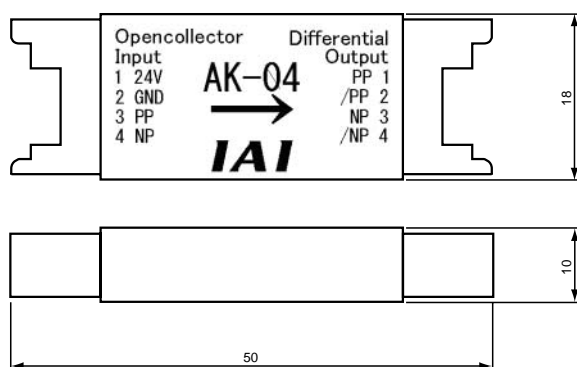 Opencollector
Input
1 24V
2 GND
3 PP
4 NP
AK-04
IAI
Differential
Output
PP 1
/PP 2
NP 3
/NP 4
18
10
50